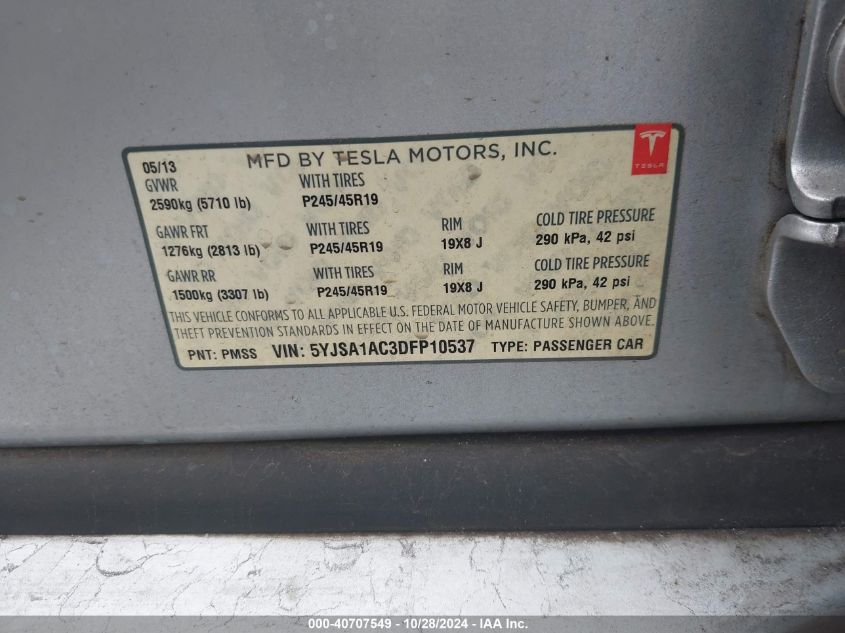 MFD BY TESLA MOTORS, INC.
TESLA
05/13
GVWR WITH TIRES
2590kg (5710 lb) P245/45R19
GAWR FRT WITH TIRES RIM COLD TIRE PRESSURE
1276kg (2813 lb) P245/45R19 19X8 J 290 kPa, 42 psi
GAWR RR WITH TIRES RIM COLD TIRE PRESSURE
1500kg (3307 lb) P245/45R19 19X8 J 290 kPa, 42 psi
THIS VEHICLE CONFORMS TO ALL APPLICABLE U.S. FEDERAL MOTOR VEHICLE SAFETY, BUMPER, AND
THEFT PREVENTION STANDARDS IN EFFECT ON THE DATE OF MANUFACTURE SHOWN ABOVE.
PNT: PMSS VIN: 5YJSA1AC3DFP10537 TYPE: PASSENGER CAR
000-40707549 - 10/28/2024 - IAAI.com, Inc.